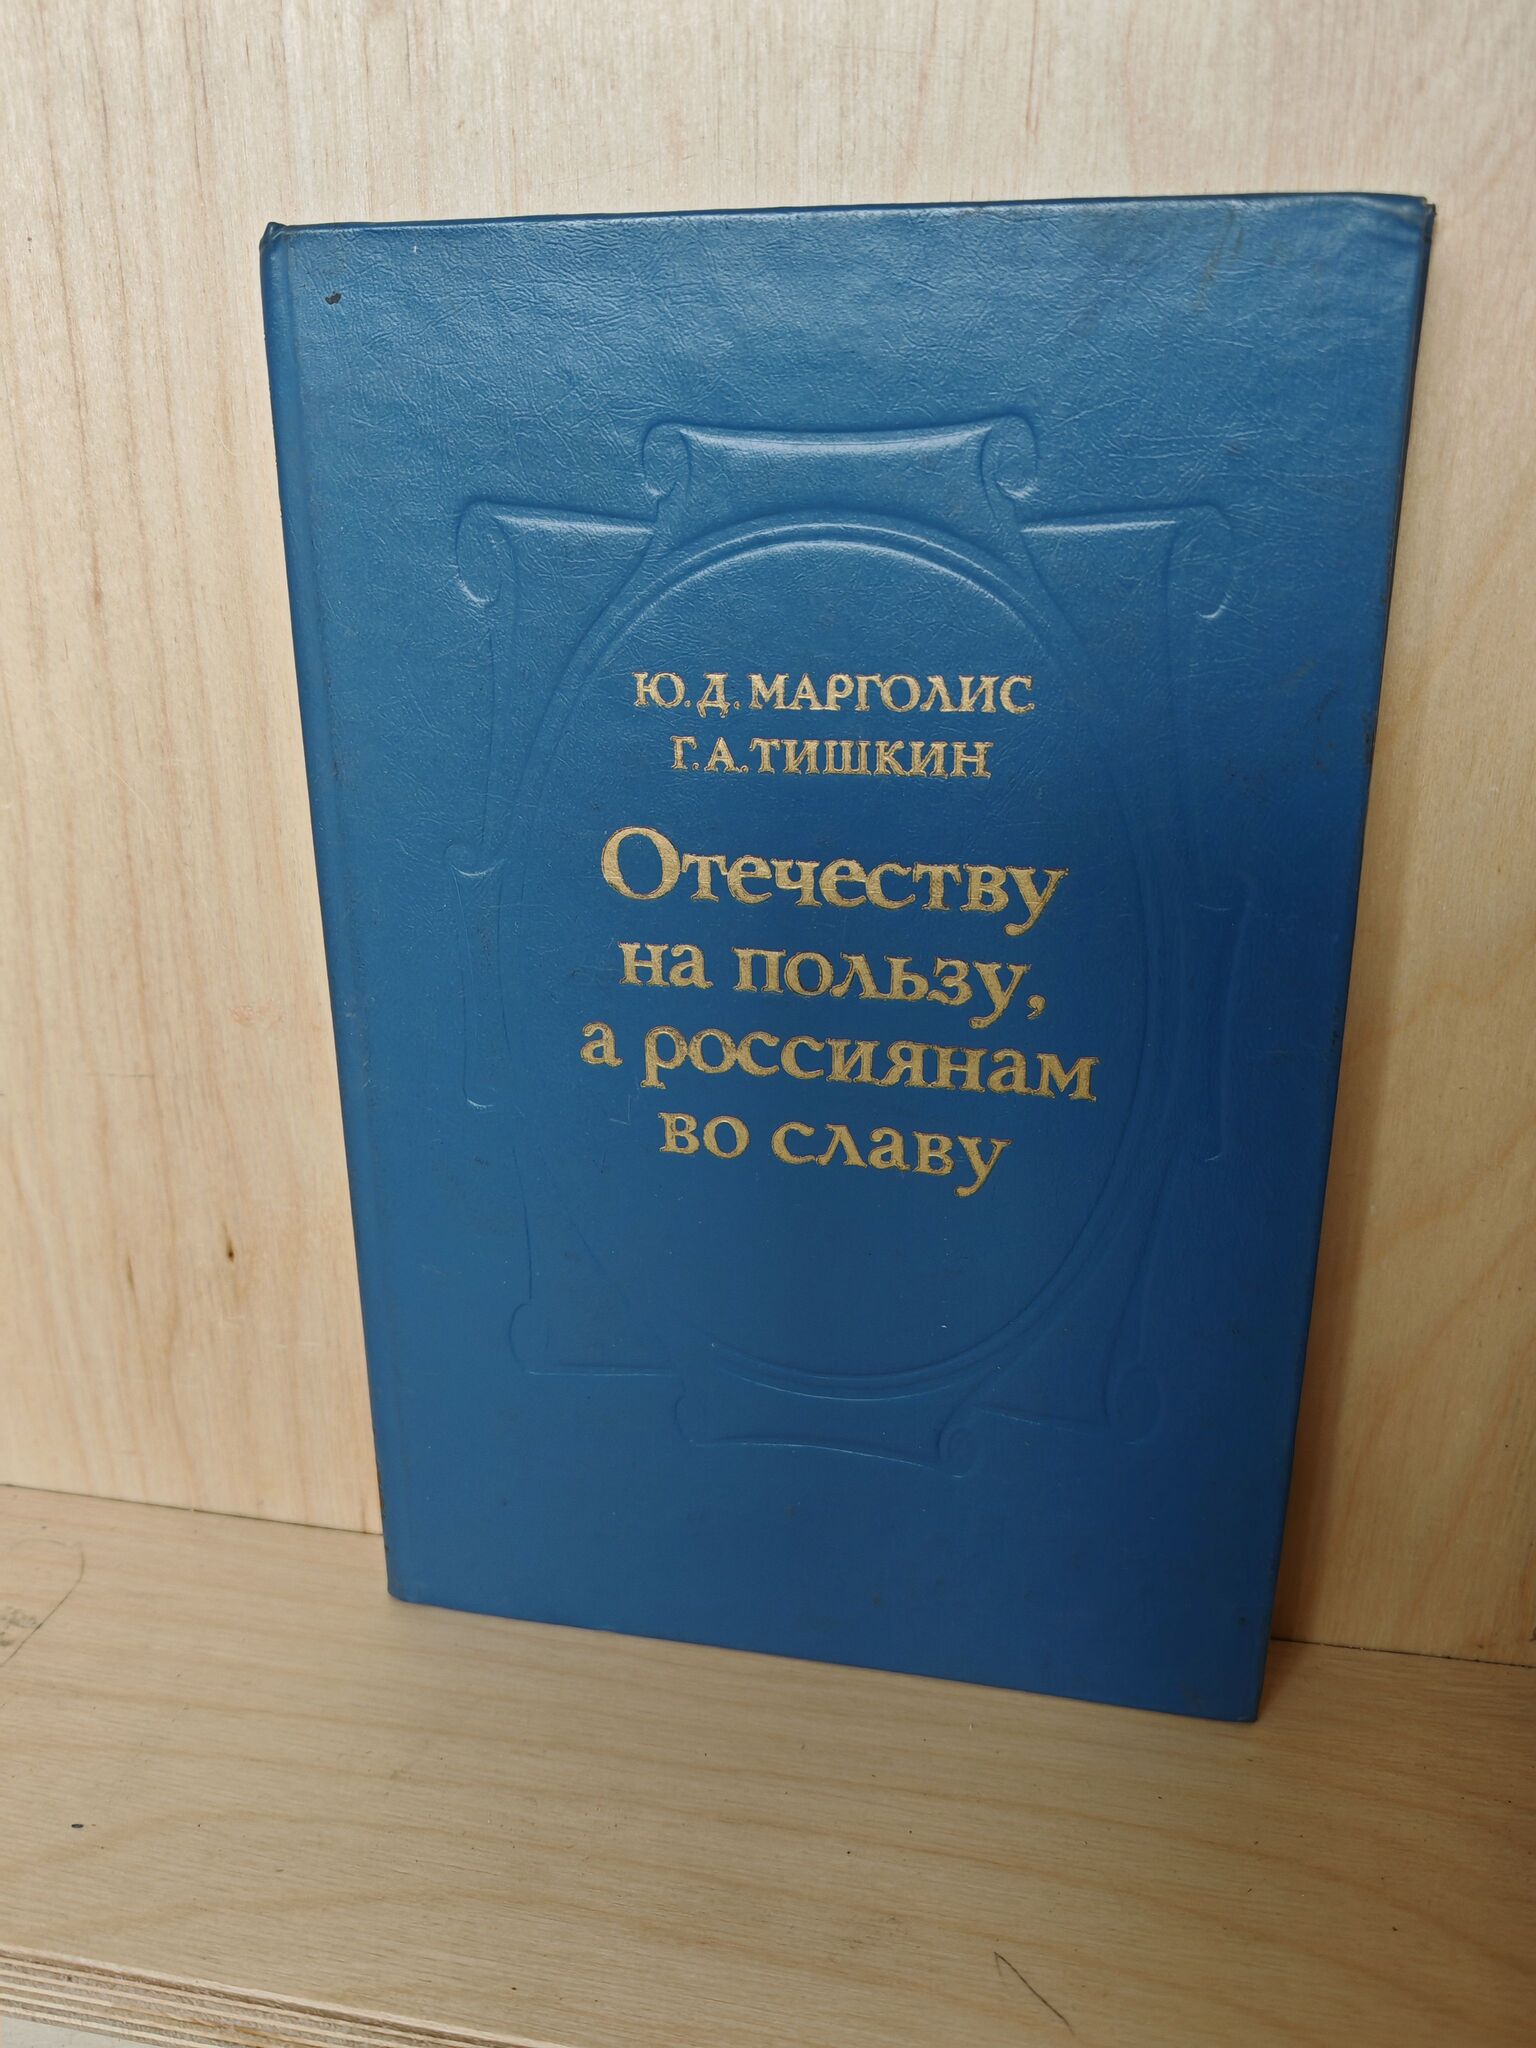 Ю.Д.МАРГОЛИС
Г.А.ТИШКИН
Отечеству
на пользу,
а россиянам
во славу